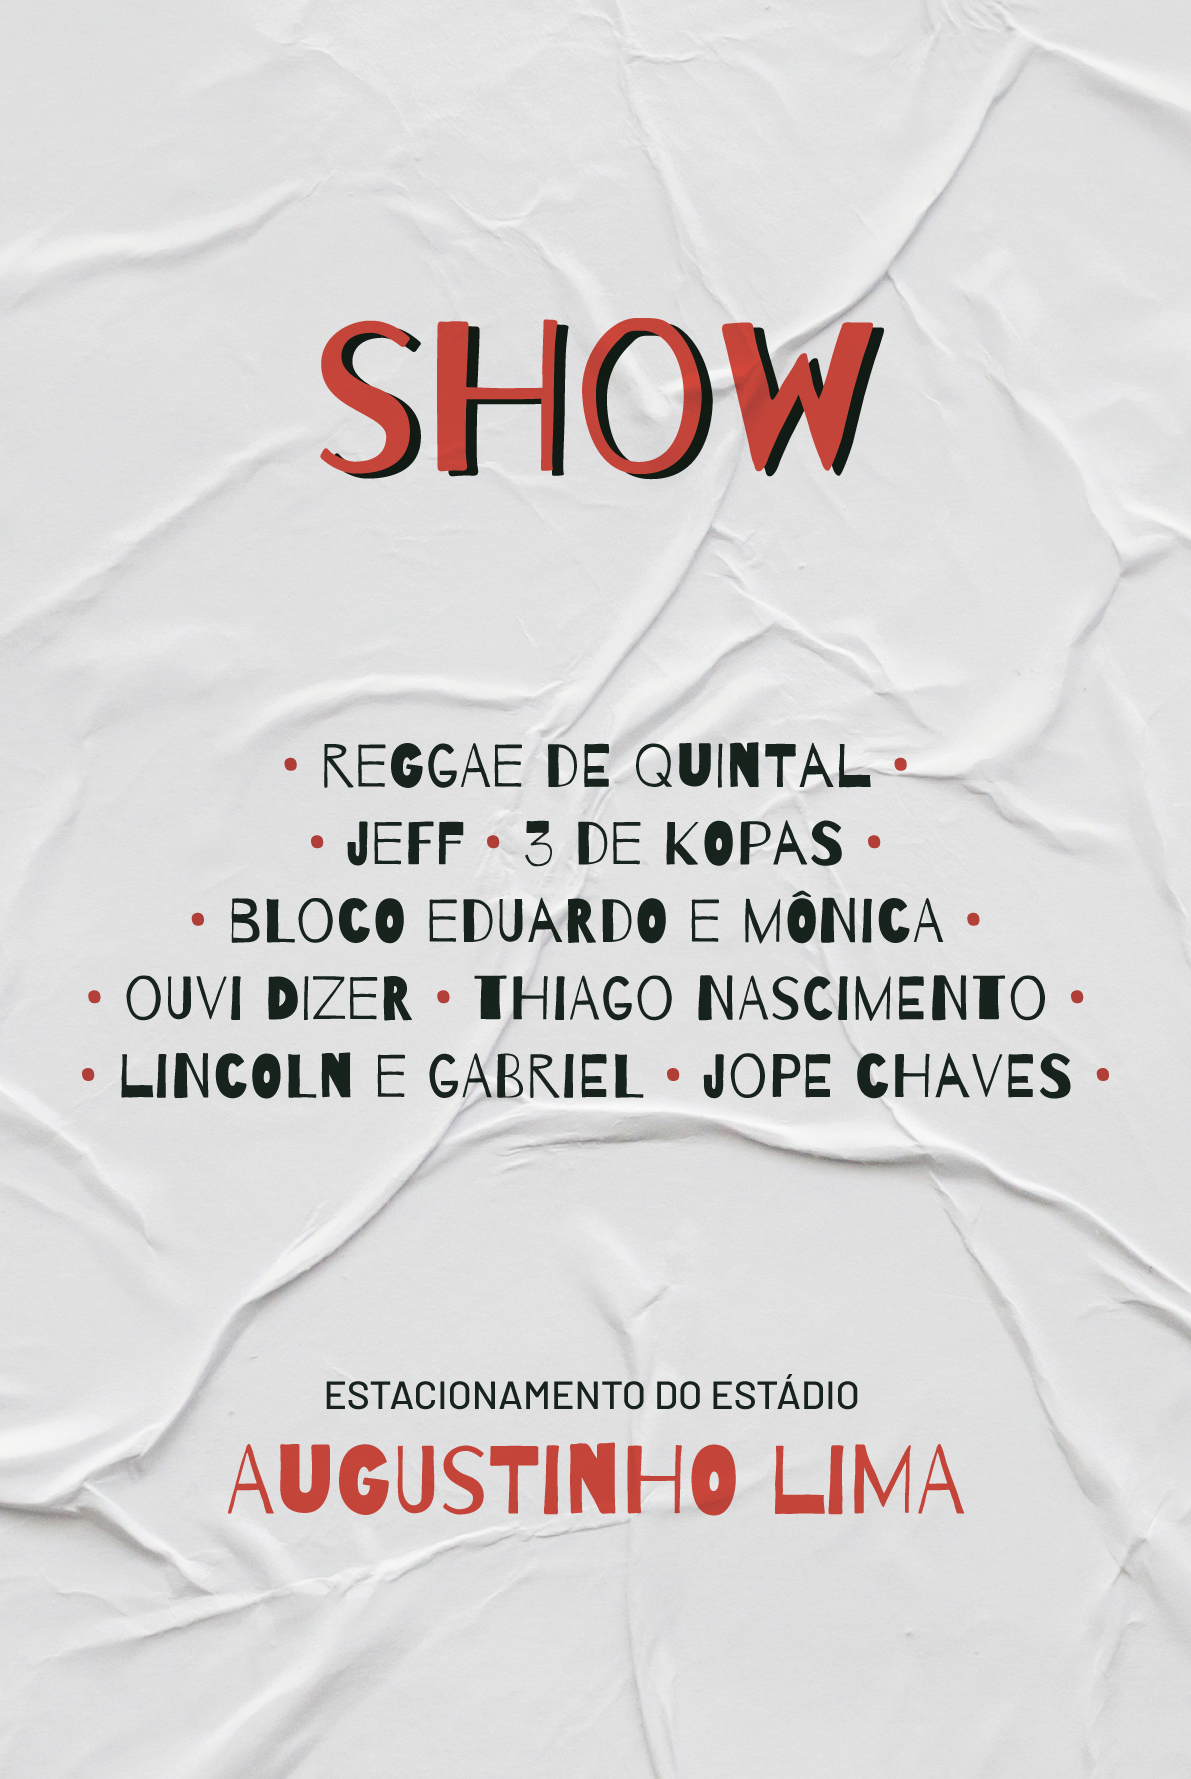 SHOW
• REGGAE DE QUINTAL •
• JEFF • 3 DE KOPAS •
• BLOCO EDUARDO E MÔNICA •
• OUVI DIZER • THIAGO NASCIMENTO •
• LINCOLN E GABRIEL • JOPE CHAVES •
ESTACIONAMENTO DO ESTÁDIO
AUGUSTINHO LIMA